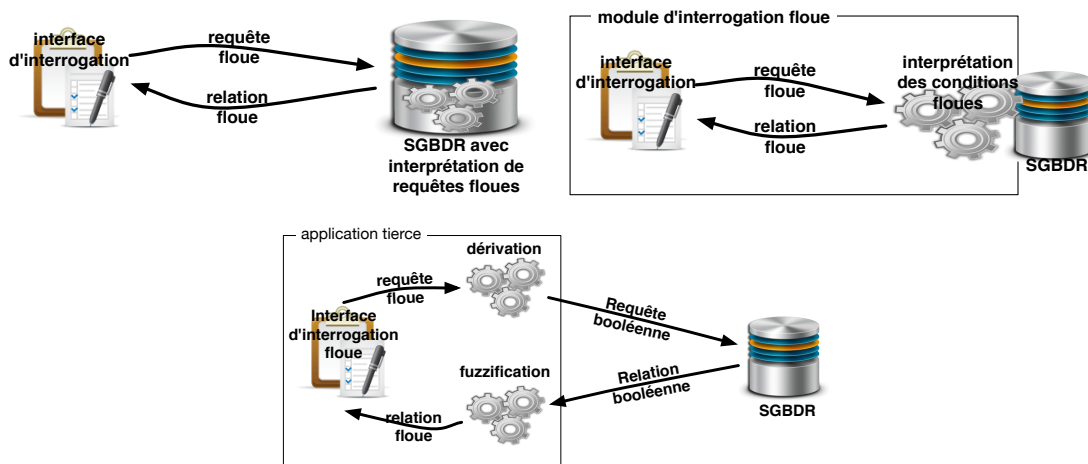 interface
d'interrogation
requête
floue
relation
floue
SGBDR avec
interprétation de
requêtes floues
module d'interrogation floue
interface
d'interrogation
requête
floue
relation
floue
interprétation
des conditions
floues
SGBDR
application tierce
dérivation
requête
floue
Interface
d'interrogation
floue
fuzzification
relation
floue
Requête
booléenne
Relation
booléenne
SGBDR